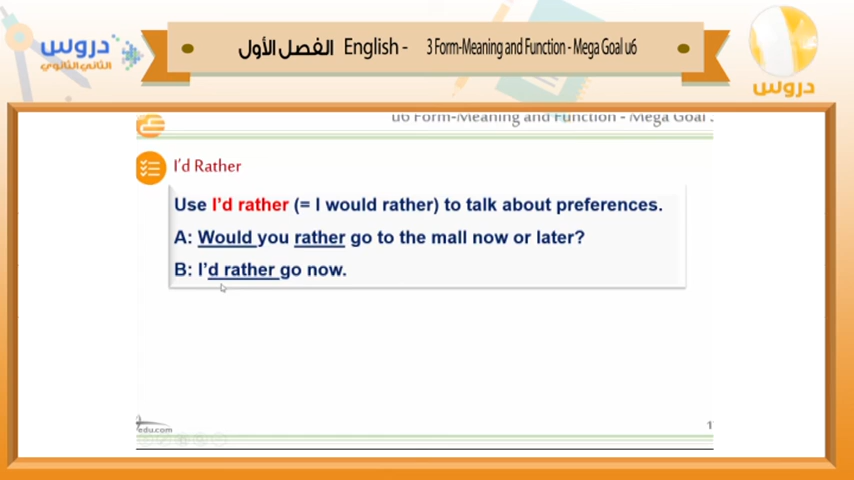 دروس
الثاني الثانوي
الفصل الأول English - 3 Form-Meaning and Function - Mega Goal u6
دروس
u6 Form-Meaning and Function - Mega Goal
I'd Rather
Use I'd rather (= I would rather) to talk about preferences.
A: Would you rather go to the mall now or later?
B: I'd rather go now.
edu.com
1